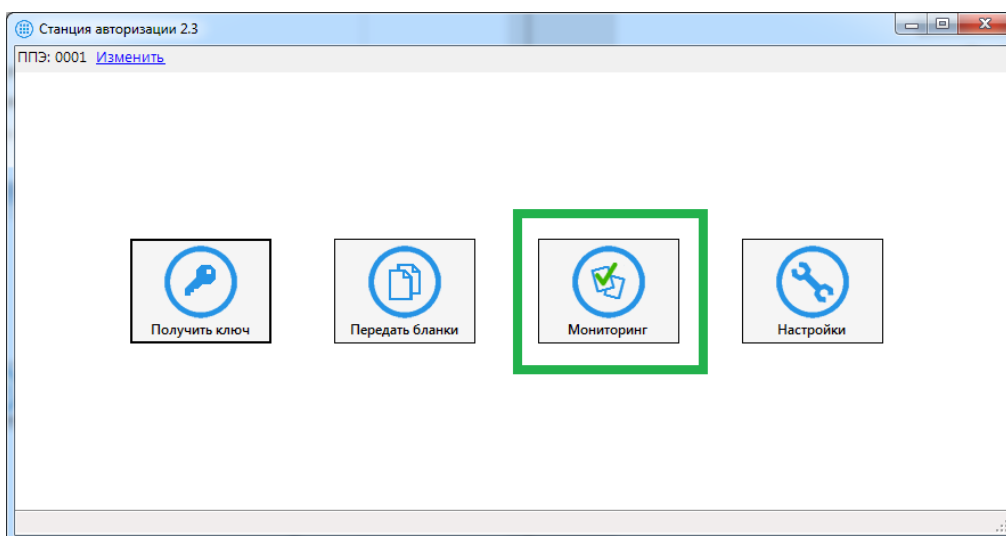 Станция авторизации 2.3
ППЭ: 0001 Изменить
Получить ключ
Передать бланки
Мониторинг
Настройки